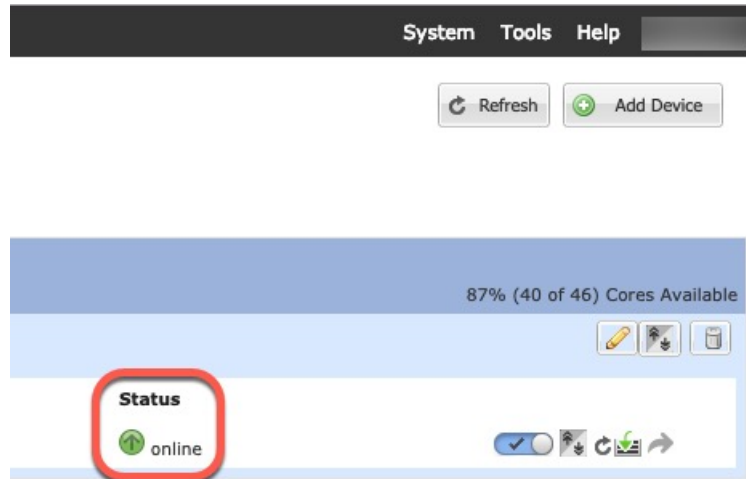 System Tools Help
Refresh Add Device
87% (40 of 46) Cores Available
Status
online